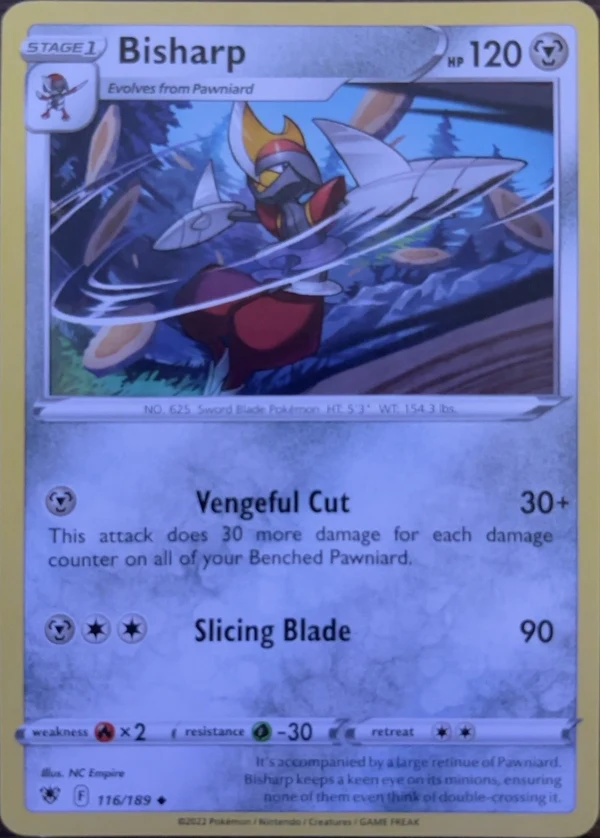 STAGE 1
Bisharp
HP 120
Evolves from Pawniard
NO. 625 Sword Blade Pokémon HT: 5'3" WT: 154.3 lbs.
Vengeful Cut 30+
This attack does 30 more damage for each damage
counter on all of your Benched Pawniard.
Slicing Blade 90
weakness ×2 resistance -30 retreat
It's accompanied by a large retinue of Pawniard.
Bisharp keeps a keen eye on its minions, ensuring
none of them even think of double-crossing it.
Illus. NC Empire
F 116/189
©2022 Pokémon / Nintendo / Creatures / GAME FREAK